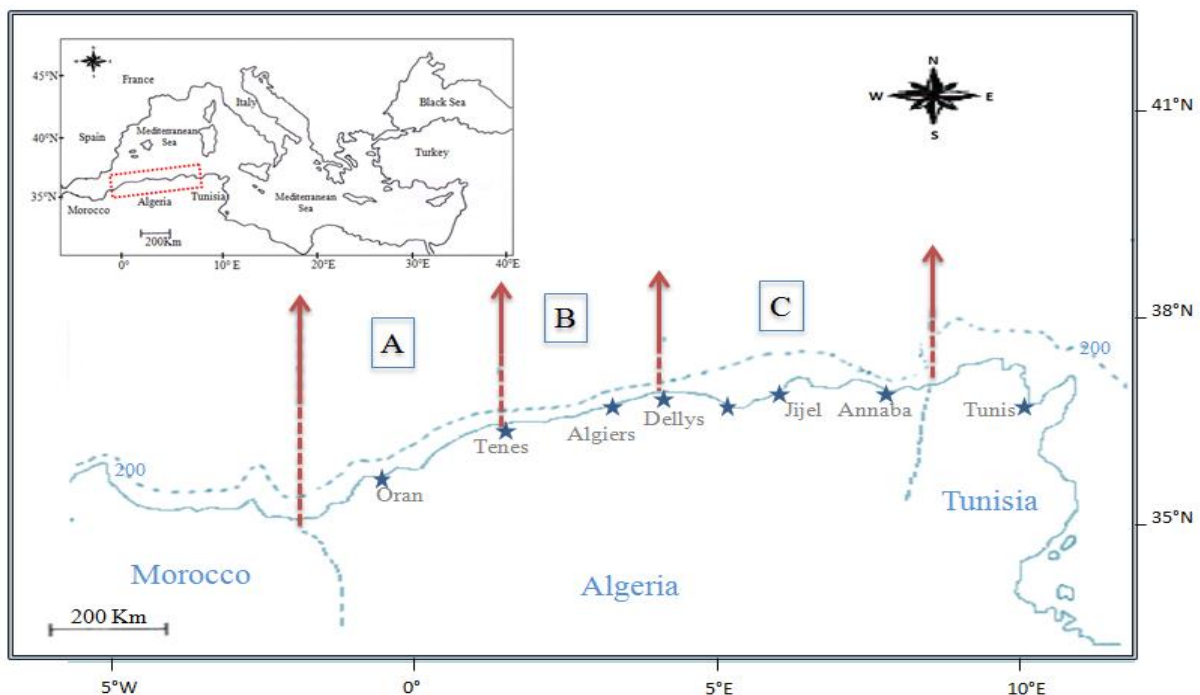 45°N
40°N
35°N
France
Spain
Mediterranean
Sea
Italy
Black Sea
Turkey
Morocco
Algeria
Tunisia
Mediterranean
Sea
200Km
0°
10° E
20°E
30°E
40°E
N
W
E
S
41°N
38°N
35°N
A
B
C
200
200
Oran
Tenes
Algiers
Dellys
Jijel
Annaba
Tunis
Morocco
Algeria
Tunisia
200 Km
5°W
0°
5°E
10°E